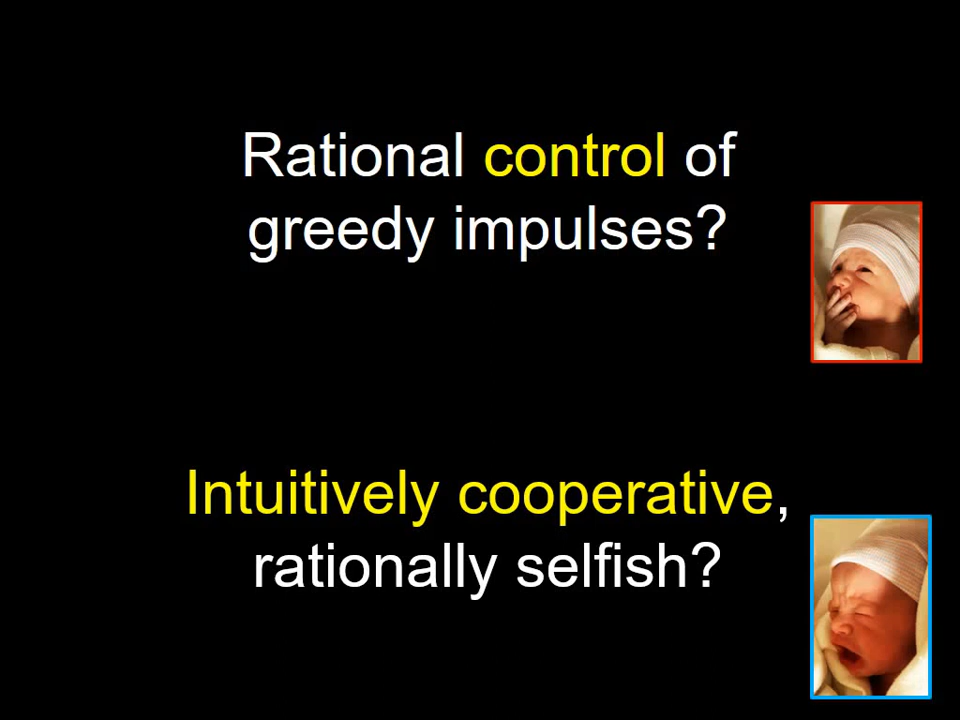 Rational control of
greedy impulses?
Intuitively cooperative,
rationally selfish?